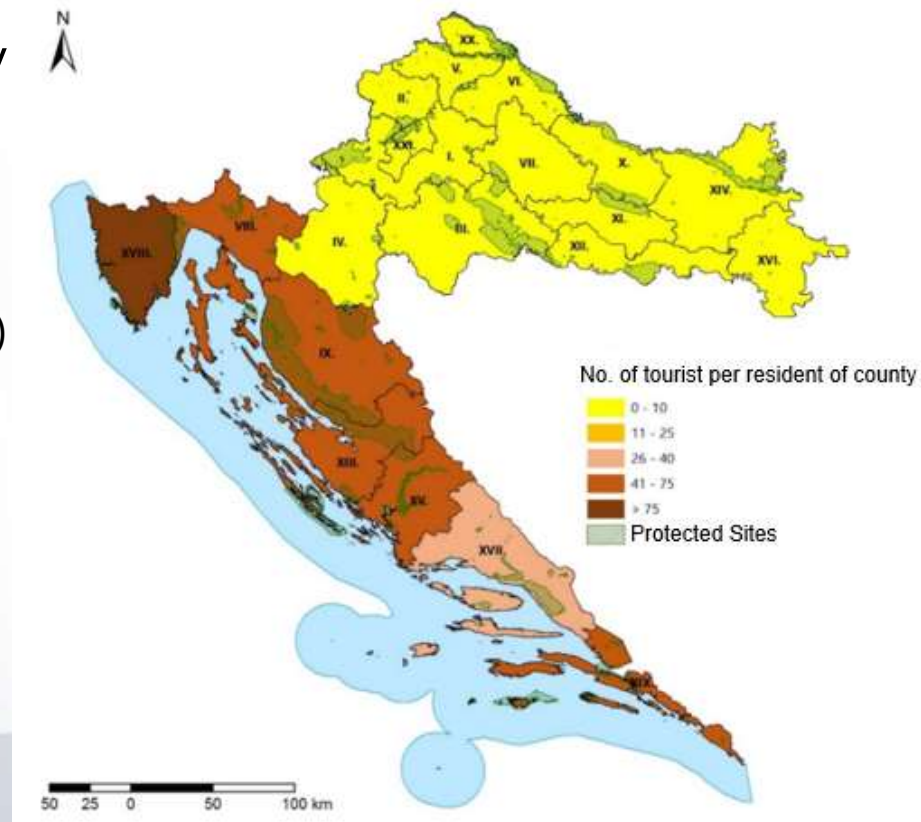 y
)
N
XX.
V.
VI.
II.
XXI.
I.
VII.
X.
XIV.
VIII.
IV.
III.
XI.
XII.
XVI.
XVIII.
IX.
No. of tourist per resident of county
0 - 10
11 - 25
26 - 40
41 - 75
> 75
Protected Sites
XIII.
XV.
XVII.
XIX.
50 25 0 50 100 km